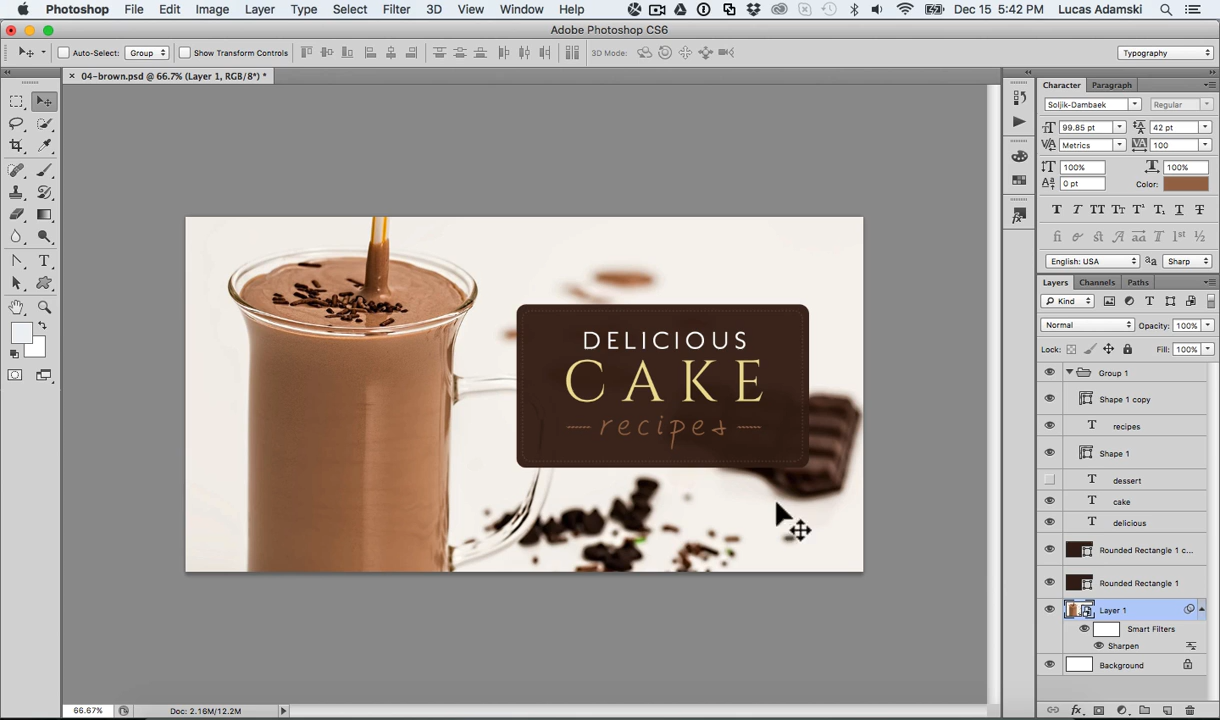 Photoshop File Edit Image Layer Type Select Filter 3D View Window Help Dec 15 5:42 PM Lucas Adamski
Adobe Photoshop CS6
Auto-Select: Group Show Transform Controls 3D Mode: Typography
× 04-brown.psd @ 66.7% (Layer 1, RGB/8*) *
Character Paragraph
Soljik-Dambaek Regular
99.85 pt 42 pt
Metrics 100
100% 100%
0 pt Color:
English: USA Sharp
Layers Channels Paths
Kind
Normal Opacity: 100%
Lock: Fill: 100%
Group 1
Shape 1 copy
recipes
Shape 1
dessert
cake
delicious
Rounded Rectangle 1 c...
Rounded Rectangle 1
Layer 1
Smart Filters
Sharpen
Background
DELICIOUS
CAKE
recipes
66.67% Doc: 2.16M/12.2M